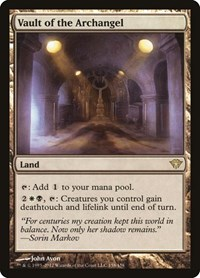 Vault of the Archangel
Land
: Add 1 to your mana pool.
2, : Creatures you control gain
deathtouch and lifelink until end of turn.
“For centuries my creation kept this world in
balance. Now only her shadow remains.”
—Sorin Markov
John Avon